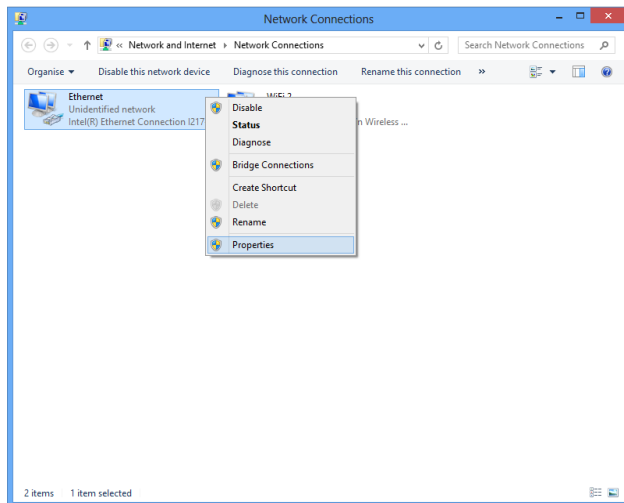 Network Connections
« Network and Internet ▸ Network Connections
Search Network Connections
Organise ▾ Disable this network device Diagnose this connection Rename this connection »
Ethernet
Unidentified network
Intel(R) Ethernet Connection I217
WiFi 2
n Wireless ...
Disable
Status
Diagnose
Bridge Connections
Create Shortcut
Delete
Rename
Properties
2 items 1 item selected